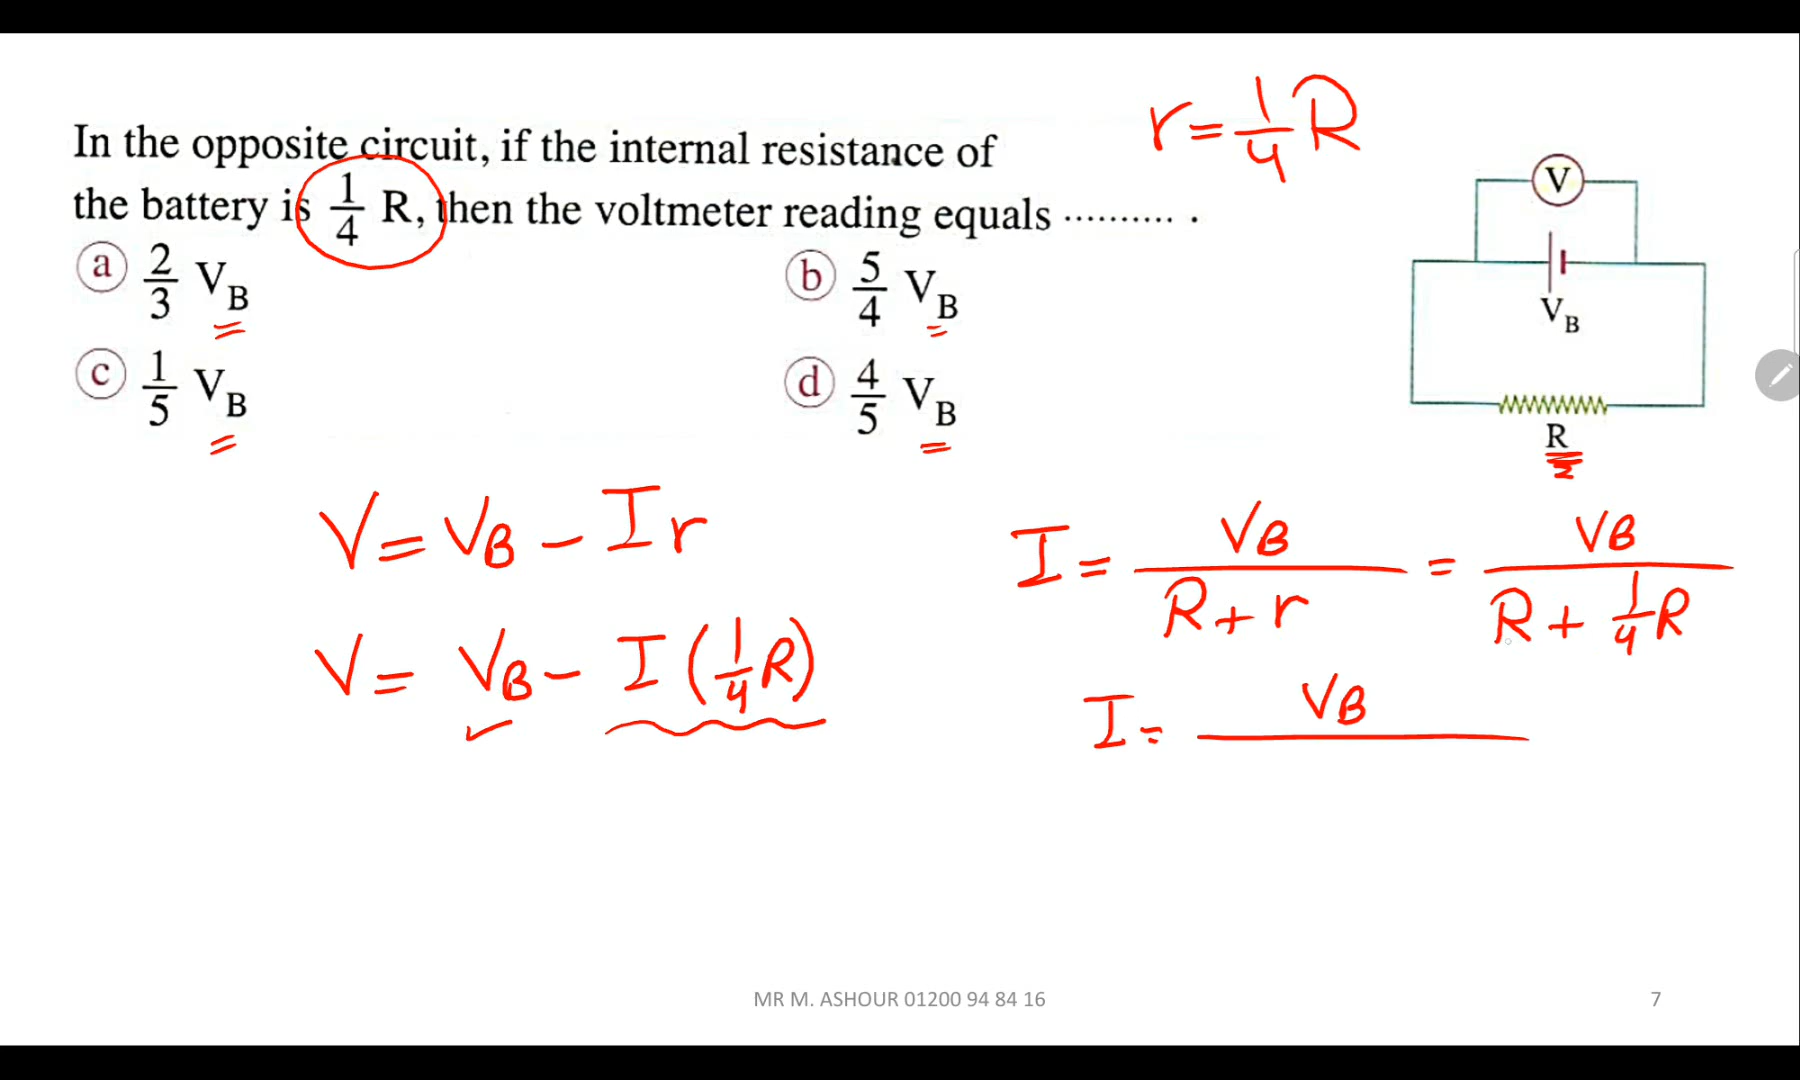 In the opposite circuit, if the internal resistance of
the battery is 1/4 R, then the voltmeter reading equals .......... .
r = 1/4 R
(a) 2/3 V_B
(b) 5/4 V_B
(c) 1/5 V_B
(d) 4/5 V_B
V
V_B
R
V = V_B - I r
V = V_B - I (1/4 R)
I = V_B / (R + r) = V_B / (R + 1/4 R)
I = V_B /
MR M. ASHOUR 01200 94 84 16
7